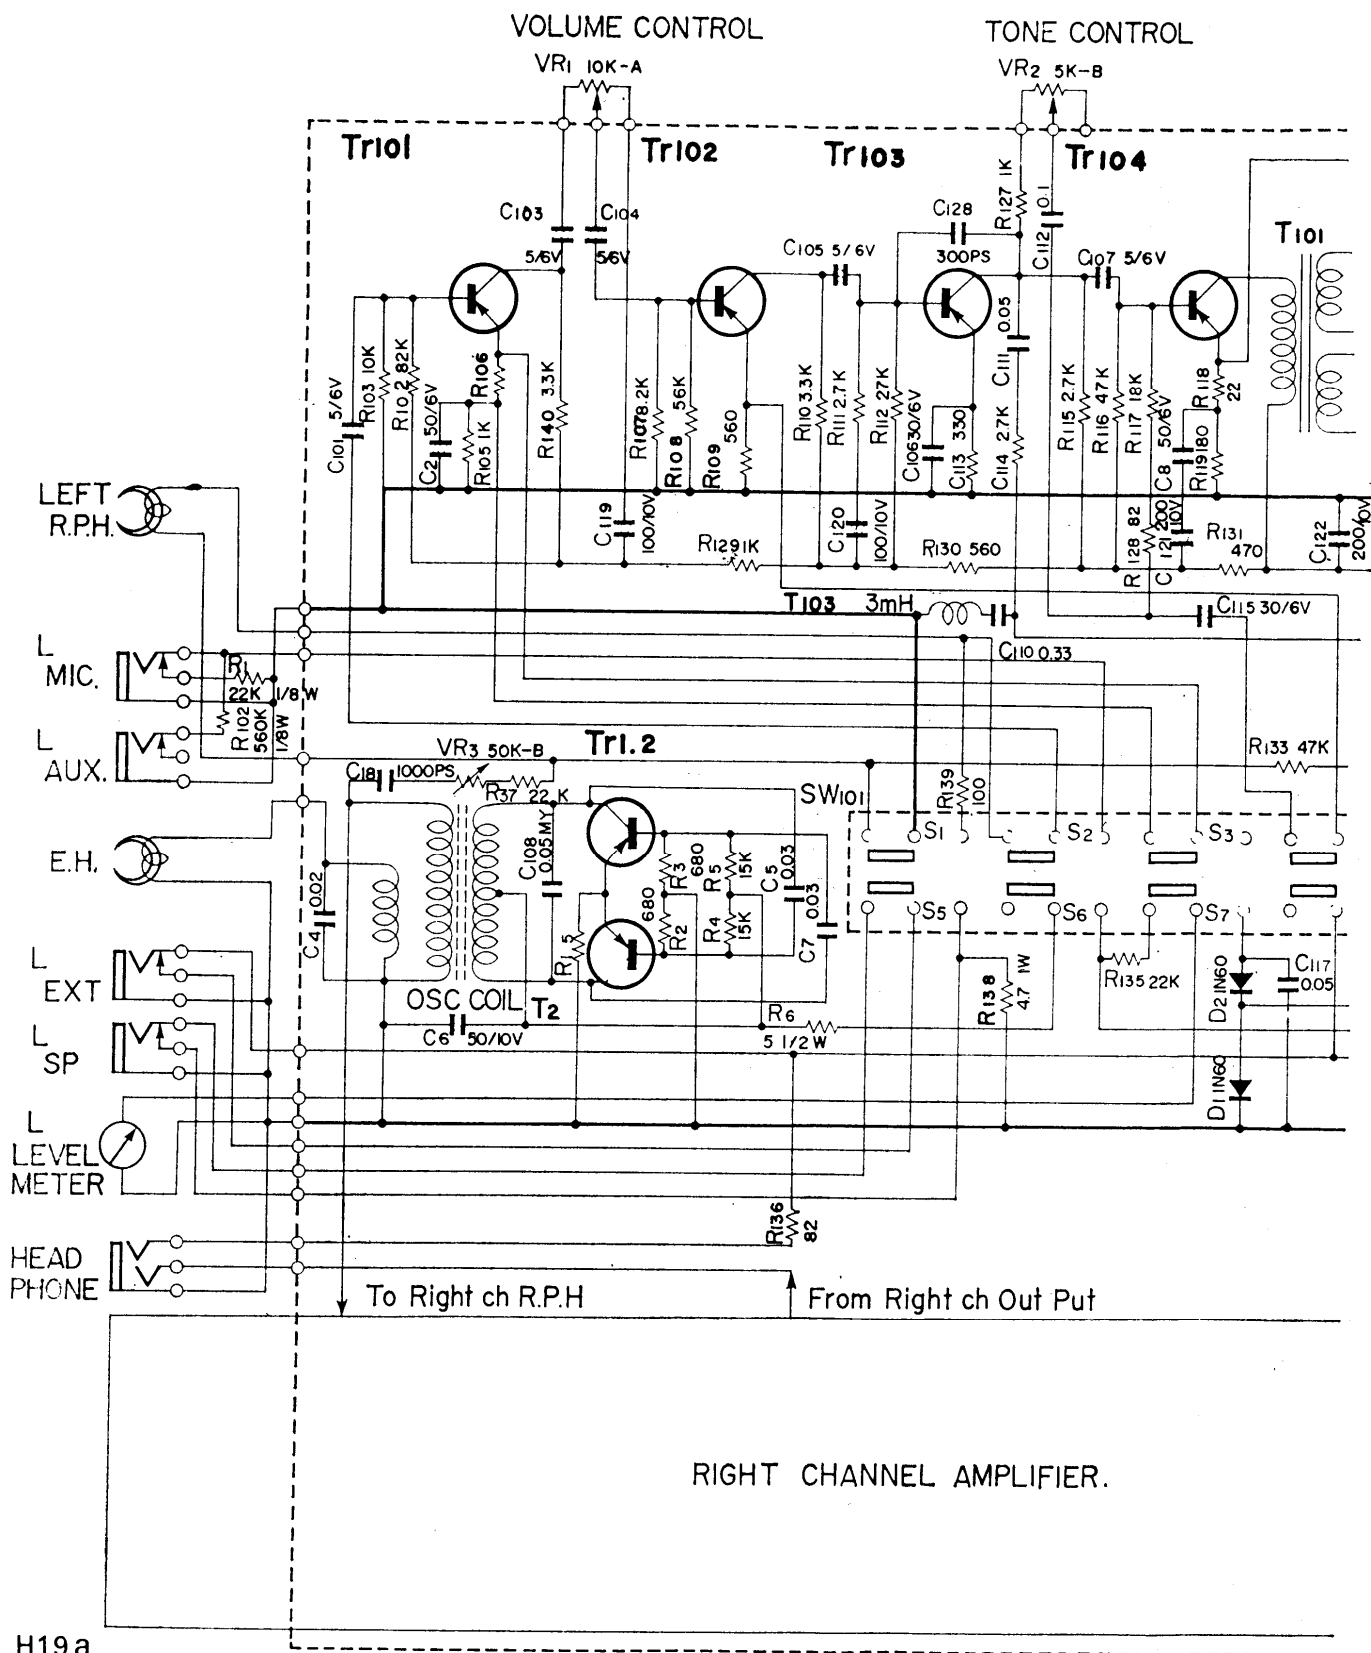 VOLUME CONTROL
TONE CONTROL
VR1 10K-A
VR2 5K-B
Tr101
Tr102
Tr103
Tr104
C103
5/6V
C104
5/6V
C105 5/6V
C128
300PS
R127 1K
C112 0.1
C107 5/6V
T101
C101 5/6V
R103 10K
R102 82K
C2 50/6V
R106
R105 1K
R140 3.3K
R107 8.2K
R108 56K
R109 560
R110 3.3K
R111 2.7K
R112 27K
C106 30/6V
C113 330
C111 0.05
C114 2.7K
R115 2.7K
R116 47K
R117 18K
C8 50/6V
R118
22
R119 180
C119
100/10V
R129 1K
C120
100/10V
R130 560
R128 82
C121 200
10V
R131
470
C122
200/10V
LEFT
R.P.H.
T103 3mH
C110 0.33
C115 30/6V
L
MIC.
R1
22K 1/8W
R102
560K
1/8W
L
AUX.
VR3 50K-B
Tr1.2
C18 1000PS
R37 22K
R139
100
R133 47K
SW101
S1
S2
S3
E.H.
C4 0.02
C108
0.05MY
R3 680
R2 680
R5 15K
R4 15K
C5 0.03
C7 0.03
R1 5
S5
S6
S7
L
EXT
OSC COIL T2
C6 50/10V
R6
5 1/2W
R138
4.7 1W
R135 22K
D2 1N60
C117
0.05
L
SP
D1 1N60
L
LEVEL
METER
R136
82
HEAD
PHONE
To Right ch R.P.H
From Right ch Out Put
RIGHT CHANNEL AMPLIFIER.
H19a